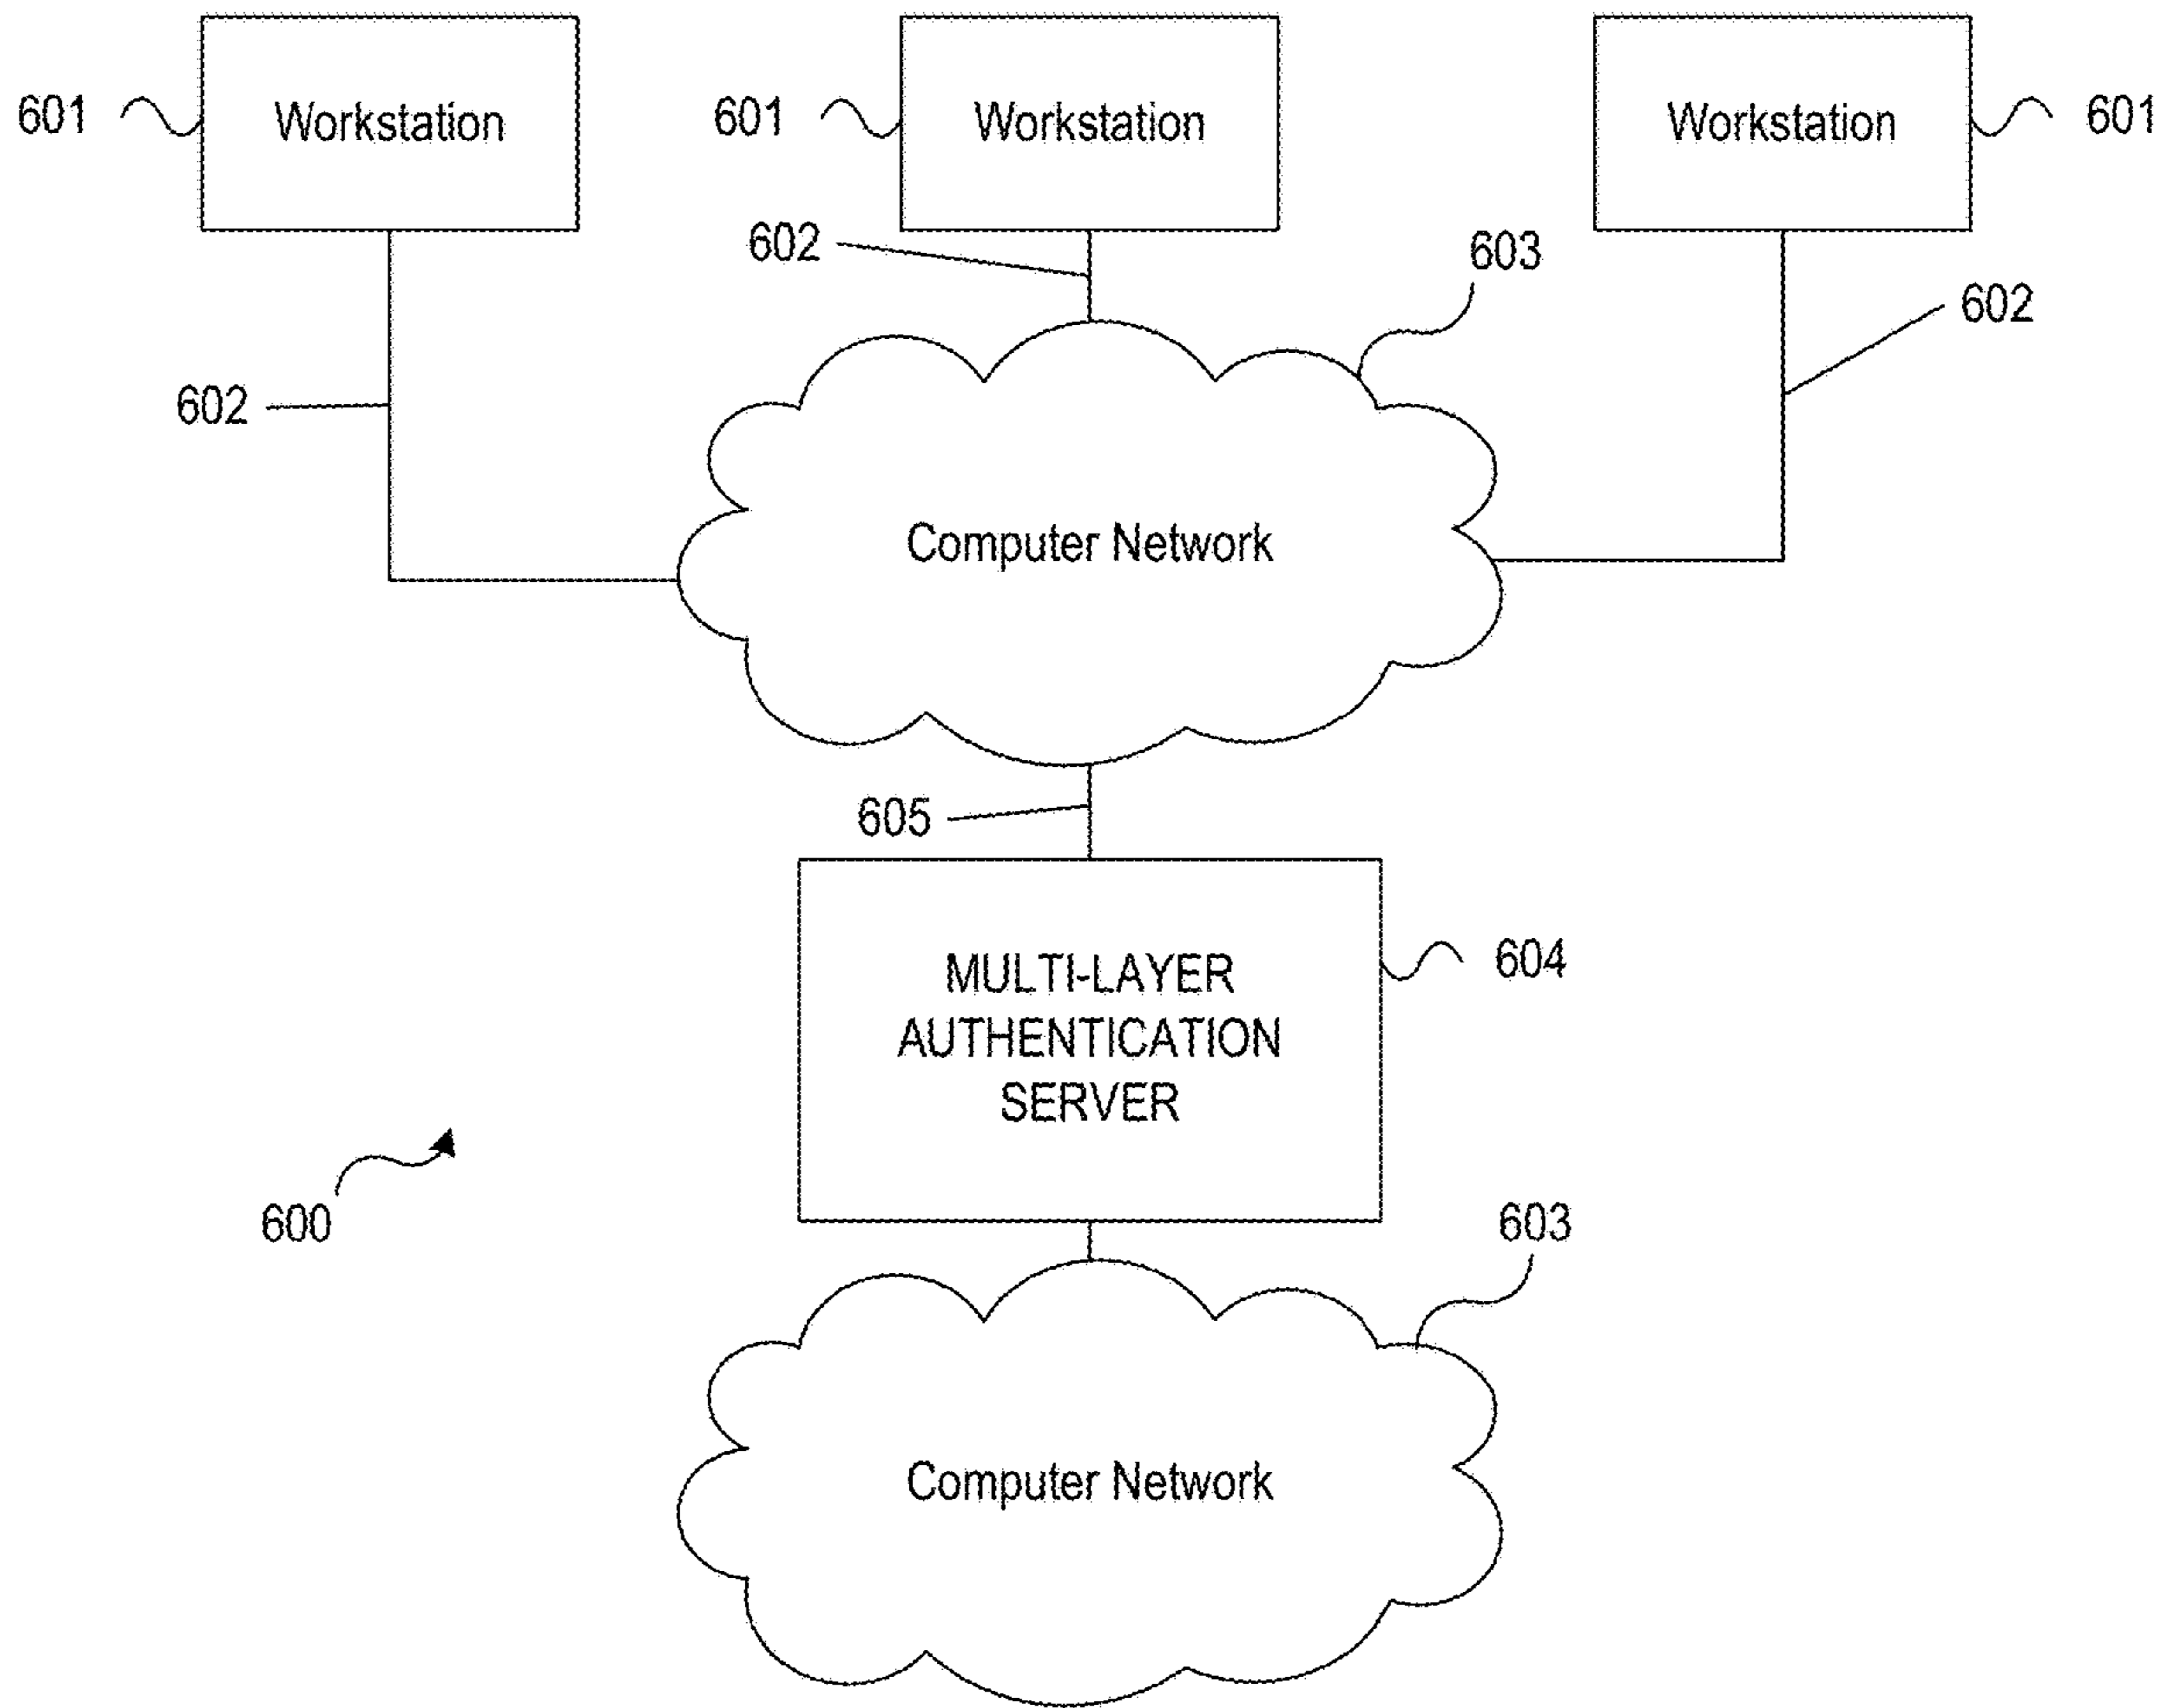 601
Workstation
601
Workstation
Workstation
601
602
603
602
602
Computer Network
605
MULTI-LAYER
AUTHENTICATION
SERVER
604
600
603
Computer Network